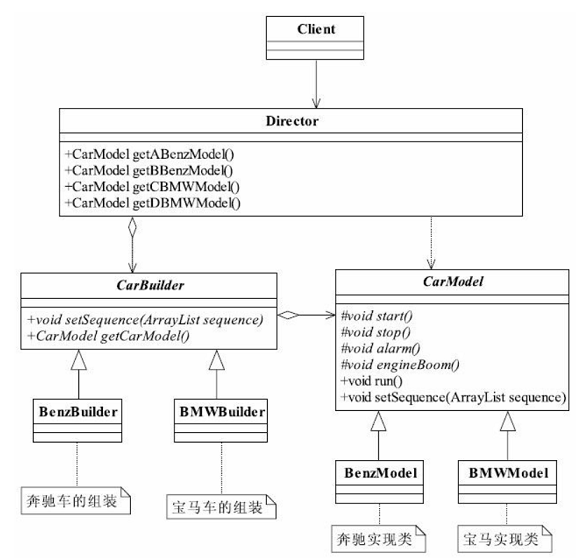 Client
Director
+CarModel getABenzModel()
+CarModel getBBenzModel()
+CarModel getCBMWModel()
+CarModel getDBMWModel()
CarBuilder
+void setSequence(ArrayList sequence)
+CarModel getCarModel()
CarModel
#void start()
#void stop()
#void alarm()
#void engineBoom()
+void run()
+void setSequence(ArrayList sequence)
BenzBuilder
BMWBuilder
BenzModel
BMWModel
奔驰车的组装
宝马车的组装
奔驰实现类
宝马实现类